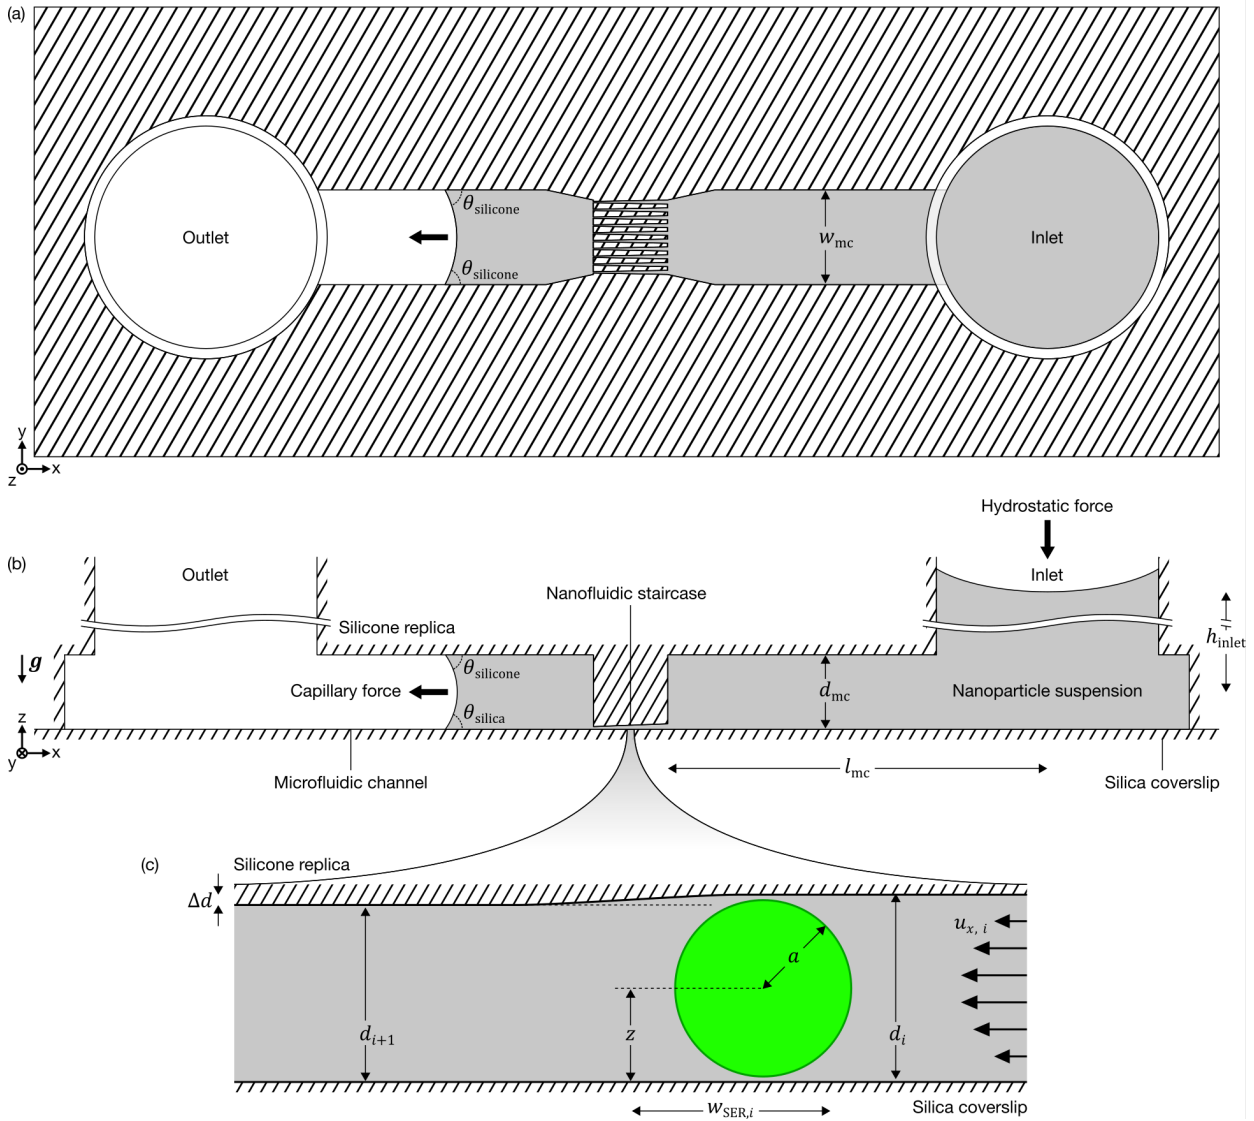 (a)
θsilicone
Outlet
wmc
Inlet
θsilicone
y
z
x
Hydrostatic force
(b)
Outlet
Inlet
Nanofluidic staircase
Silicone replica
hinlet
g
θsilicone
Capillary force
dmc
Nanoparticle suspension
θsilica
z
y
x
lmc
Microfluidic channel
Silica coverslip
(c)
Silicone replica
Δd
ux, i
a
di+1
z
di
wSER,i
Silica coverslip